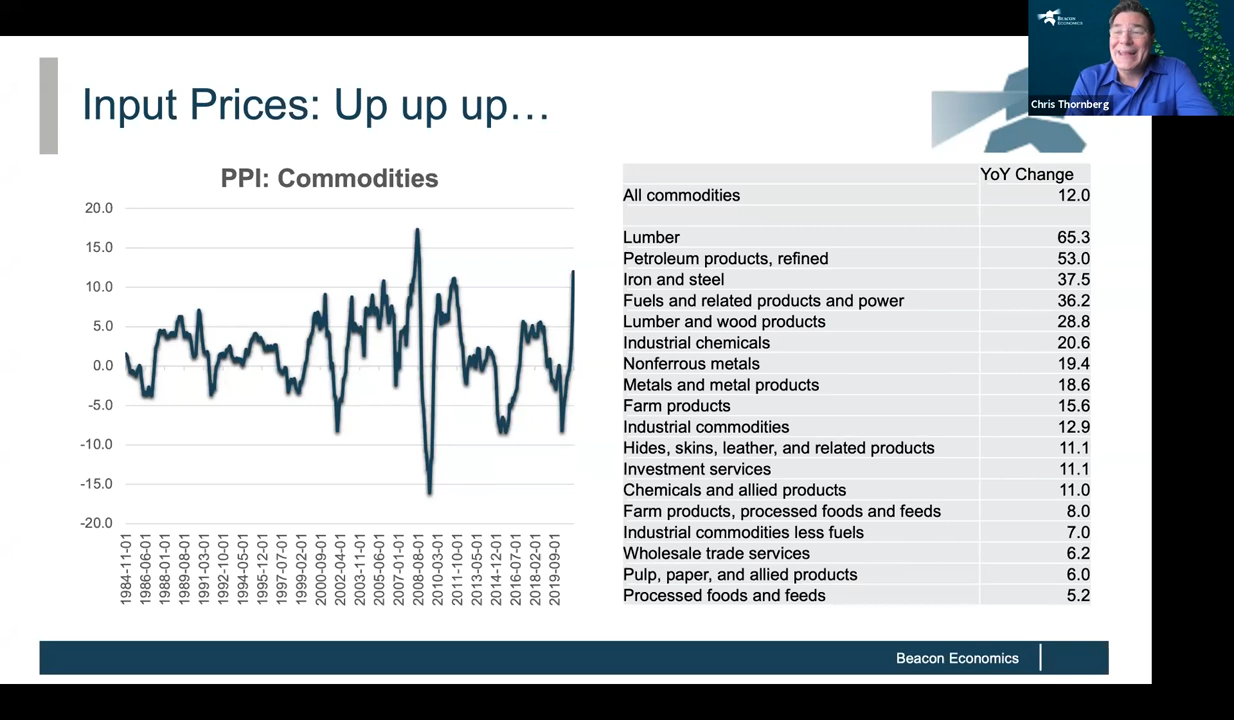 BEACON
ECONOMICS
Chris Thornberg
Input Prices: Up up up…
PPI: Commodities
20.0
15.0
10.0
5.0
0.0
-5.0
-10.0
-15.0
-20.0
1984-11-01
1986-06-01
1988-01-01
1989-08-01
1991-03-01
1992-10-01
1994-05-01
1995-12-01
1997-07-01
1999-02-01
2000-09-01
2002-04-01
2003-11-01
2005-06-01
2007-01-01
2008-08-01
2010-03-01
2011-10-01
2013-05-01
2014-12-01
2016-07-01
2018-02-01
2019-09-01
YoY Change
All commodities 12.0
Lumber 65.3
Petroleum products, refined 53.0
Iron and steel 37.5
Fuels and related products and power 36.2
Lumber and wood products 28.8
Industrial chemicals 20.6
Nonferrous metals 19.4
Metals and metal products 18.6
Farm products 15.6
Industrial commodities 12.9
Hides, skins, leather, and related products 11.1
Investment services 11.1
Chemicals and allied products 11.0
Farm products, processed foods and feeds 8.0
Industrial commodities less fuels 7.0
Wholesale trade services 6.2
Pulp, paper, and allied products 6.0
Processed foods and feeds 5.2
Beacon Economics